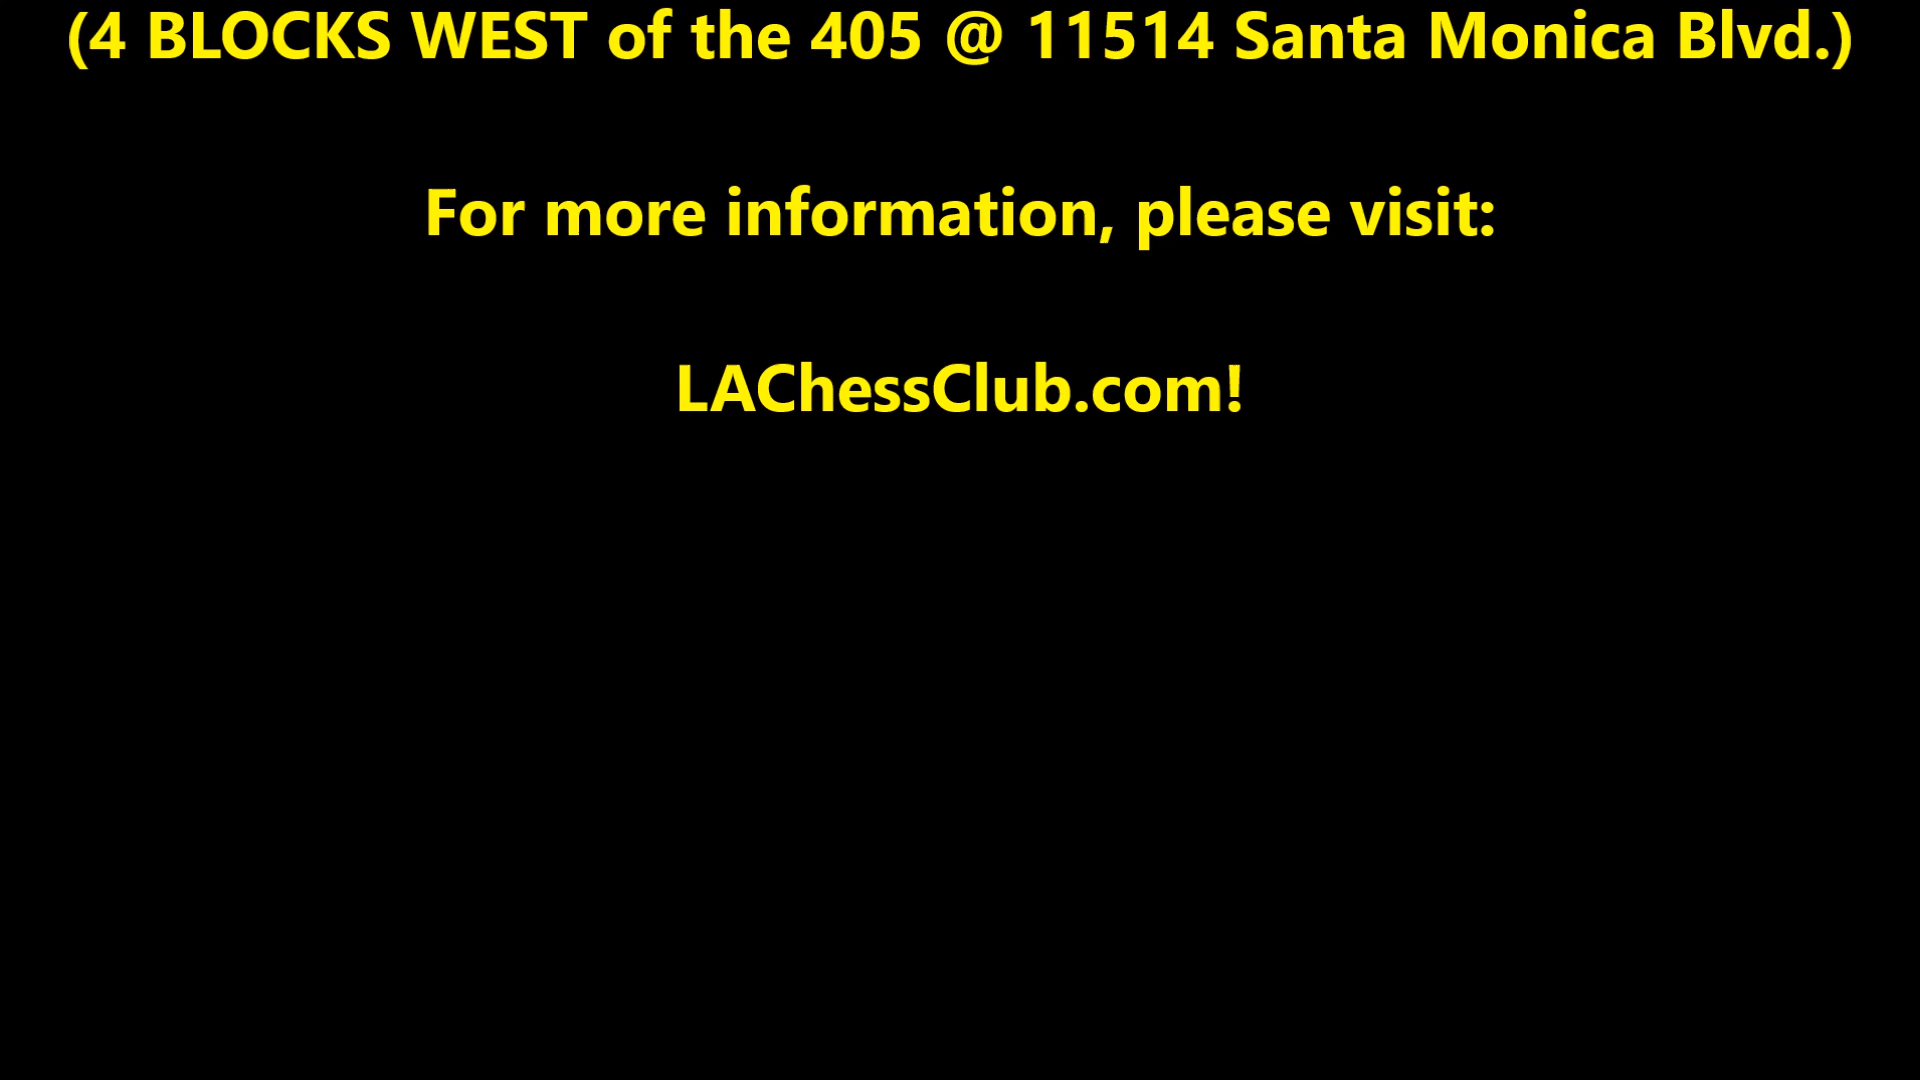 (4 BLOCKS WEST of the 405 @ 11514 Santa Monica Blvd.)
For more information, please visit:
LAChessClub.com!